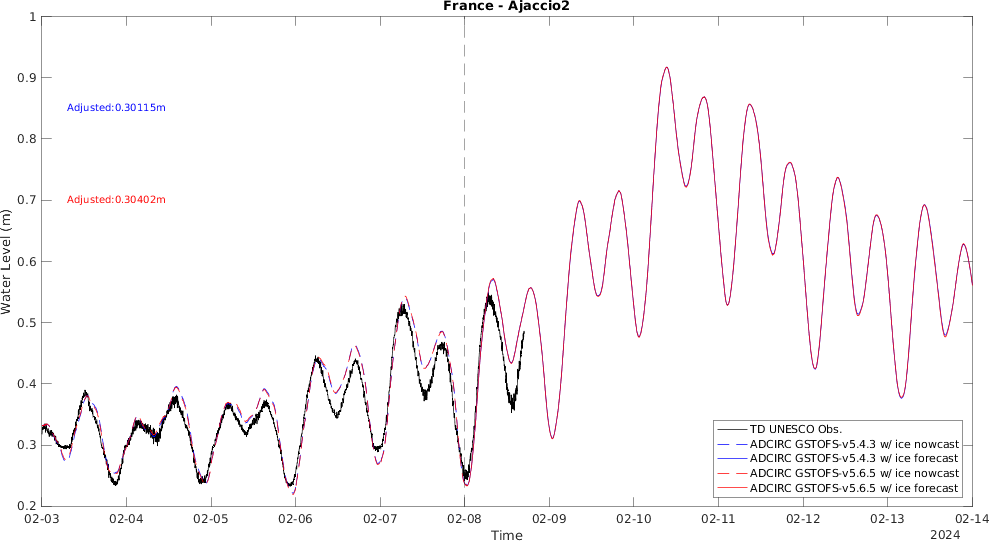 France - Ajaccio2
1
0.9
0.8
0.7
0.6
0.5
0.4
0.3
0.2
Water Level (m)
Adjusted:0.30115m
Adjusted:0.30402m
TD UNESCO Obs.
ADCIRC GSTOFS-v5.4.3 w/ ice nowcast
ADCIRC GSTOFS-v5.4.3 w/ ice forecast
ADCIRC GSTOFS-v5.6.5 w/ ice nowcast
ADCIRC GSTOFS-v5.6.5 w/ ice forecast
02-03 02-04 02-05 02-06 02-07 02-08 02-09 02-10 02-11 02-12 02-13 02-14
Time
2024